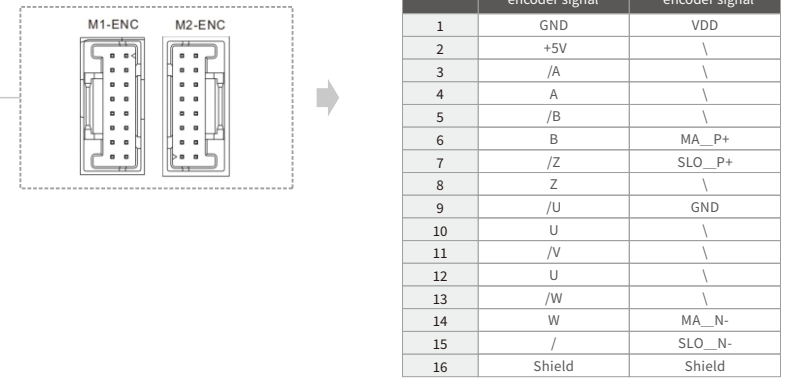 M1-ENC M2-ENC
encoder signal encoder signal
1 GND VDD
2 +5V \
3 /A \
4 A \
5 /B \
6 B MA__P+
7 /Z SLO__P+
8 Z \
9 /U GND
10 U \
11 /V \
12 U \
13 /W \
14 W MA__N-
15 / SLO__N-
16 Shield Shield